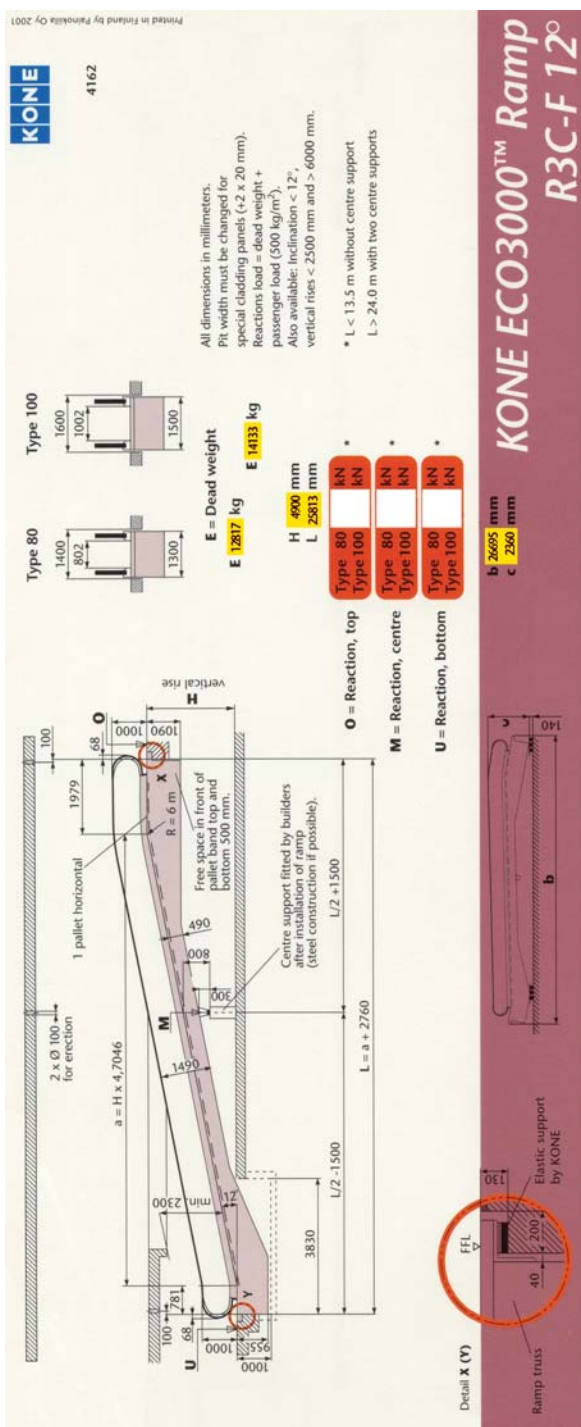 Printed in Finland by Painokiila Oy 2001
KONE
4162
Type 80
1400
802
1300
Type 100
1600
1002
1500
E = Dead weight
E 12817 kg
E 14133 kg
H 4900 mm
L 25813 mm
All dimensions in millimeters.
Pit width must be changed for
special cladding panels (+2 x 20 mm).
Reactions load = dead weight +
passenger load (500 kg/m²).
Also available: Inclination < 12°,
vertical rises < 2500 mm and > 6000 mm.
* L < 13.5 m without centre support
L > 24.0 m with two centre supports
O = Reaction, top
Type 80 kN *
Type 100 kN
M = Reaction, centre
Type 80 kN *
Type 100 kN
U = Reaction, bottom
Type 80 kN *
Type 100 kN
2 x Ø 100
for erection
100
68
O
1979
1000
1090
H
vertical rise
X
1 pallet horizontal
R = 6 m
a = H x 4,7046
Free space in front of
pallet band top and
bottom 500 mm.
640
800
300
M
1490
Centre support fitted by builders
after installation of ramp
(steel construction if possible).
min. 2300
12°
781
100
68
U
Y
1000
955
1000
3830
L/2 -1500
L/2 +1500
L = a + 2760
Detail X (Y)
Ramp truss
FFL
130
200
40
Elastic support
by KONE
b
c
140
b 26695 mm
c 2360 mm
KONE ECO3000™ Ramp
R3C-F 12°